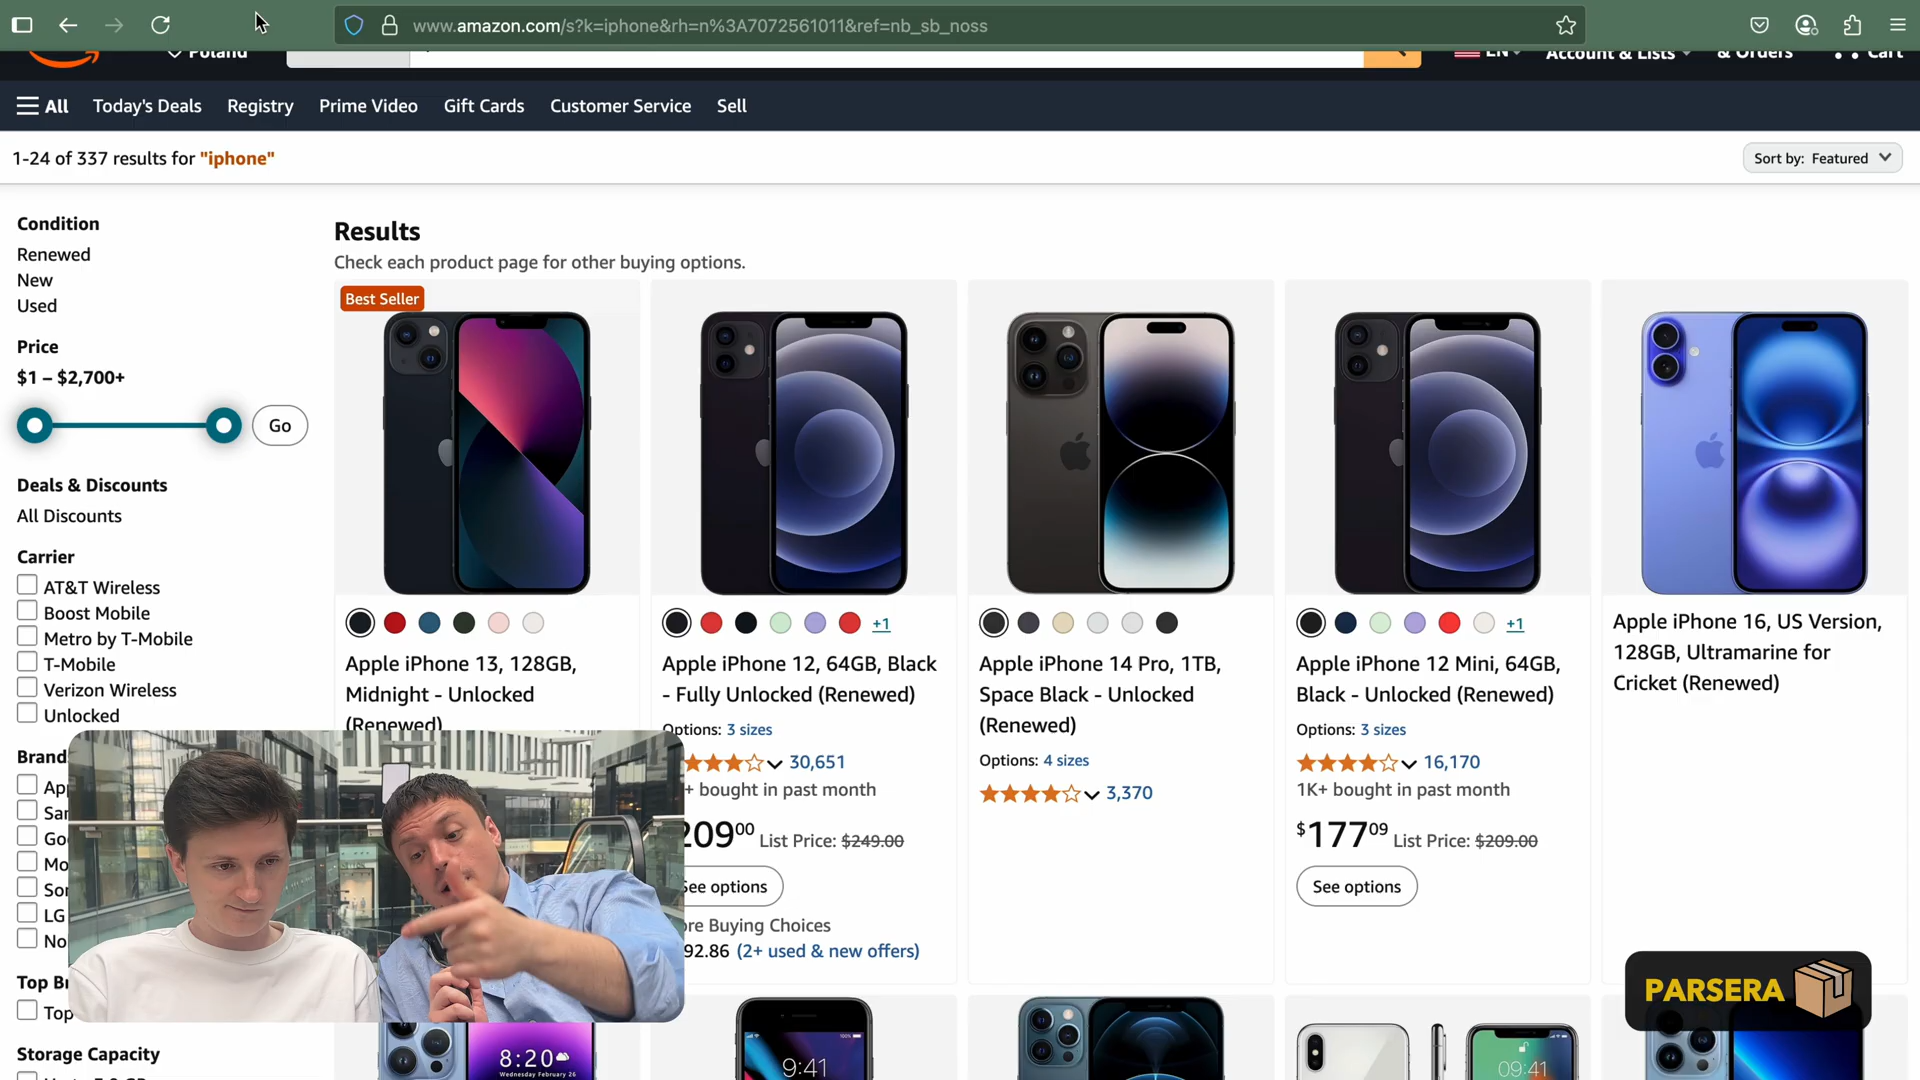 www.amazon.com/s?k=iphone&rh=n%3A7072561011&ref=nb_sb_noss
Poland
EN
Account & Lists
& Orders
Cart
All
Today's Deals
Registry
Prime Video
Gift Cards
Customer Service
Sell
1-24 of 337 results for "iphone"
Sort by: Featured
Condition
Renewed
New
Used
Price
$1 – $2,700+
Go
Deals & Discounts
All Discounts
Carrier
AT&T Wireless
Boost Mobile
Metro by T-Mobile
T-Mobile
Verizon Wireless
Unlocked
Brand
LG
No
Top
Storage Capacity
Results
Check each product page for other buying options.
Best Seller
Apple iPhone 13, 128GB,
Midnight - Unlocked
(Renewed)
+1
Apple iPhone 12, 64GB, Black
- Fully Unlocked (Renewed)
Options: 3 sizes
30,651
+ bought in past month
209 00 List Price: $249.00
See options
re Buying Choices
92.86 (2+ used & new offers)
Apple iPhone 14 Pro, 1TB,
Space Black - Unlocked
(Renewed)
Options: 4 sizes
3,370
+1
Apple iPhone 12 Mini, 64GB,
Black - Unlocked (Renewed)
Options: 3 sizes
16,170
1K+ bought in past month
$177 09 List Price: $209.00
See options
Apple iPhone 16, US Version,
128GB, Ultramarine for
Cricket (Renewed)
8:20
Wednesday February 26
9:41
09:41
PARSERA